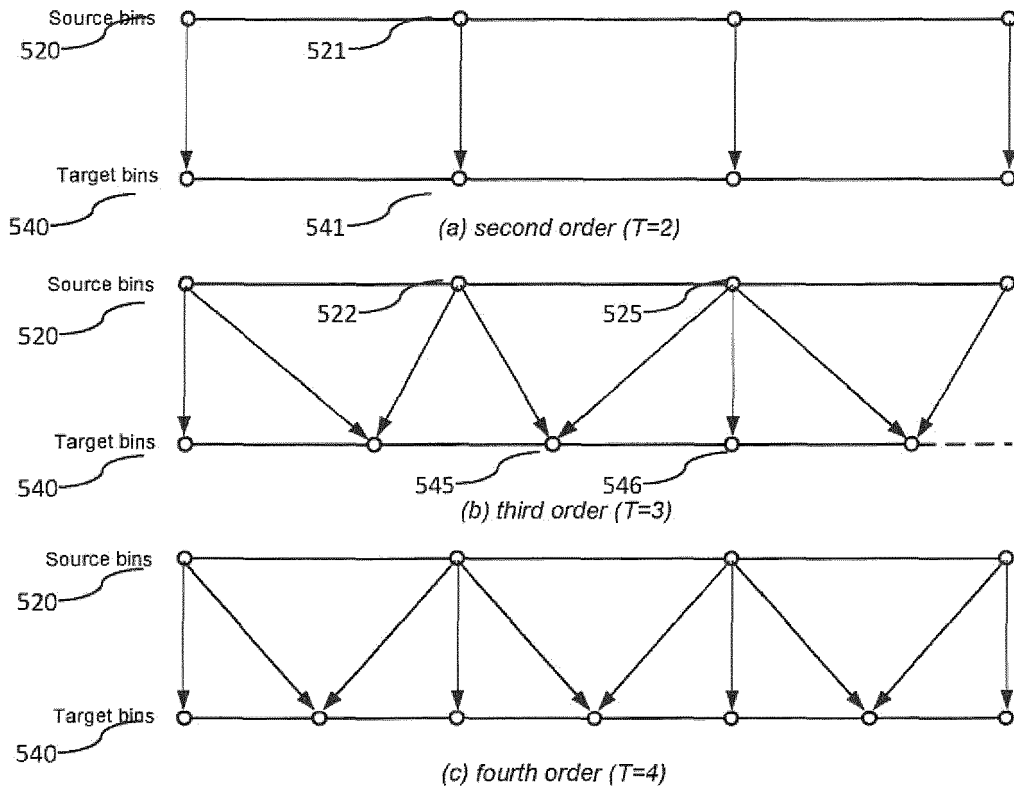 Source bins
520
521
Target bins
540
541
(a) second order (T=2)
Source bins
520
522
525
Target bins
540
545
546
(b) third order (T=3)
Source bins
520
Target bins
540
(c) fourth order (T=4)